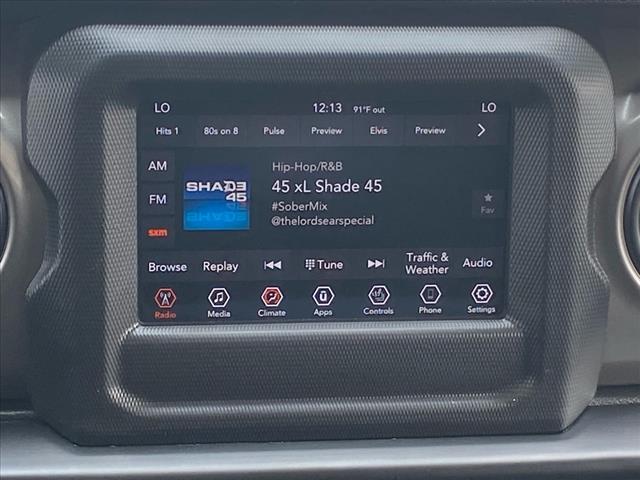 LO 12:13 91°F out LO
Hits 1 80s on 8 Pulse Preview Elvis Preview
AM
FM
sxm
SHADE
45
Hip-Hop/R&B
45 xL Shade 45
#SoberMix
@thelordsearspecial
Fav
Browse Replay Tune Traffic & Weather Audio
Radio Media Climate Apps Controls Phone Settings